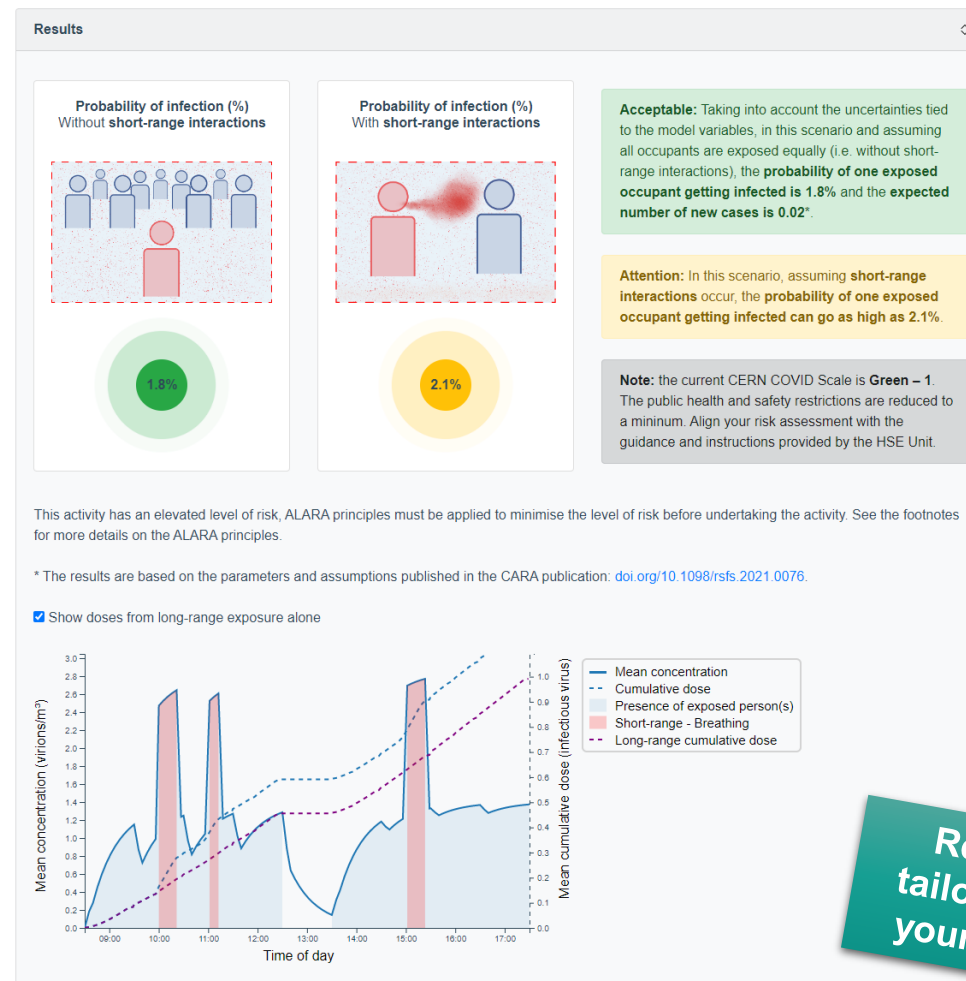 Results
Probability of infection (%)
Without short-range interactions
1.8%
Probability of infection (%)
With short-range interactions
2.1%
Acceptable: Taking into account the uncertainties tied
to the model variables, in this scenario and assuming
all occupants are exposed equally (i.e. without short-
range interactions), the probability of one exposed
occupant getting infected is 1.8% and the expected
number of new cases is 0.02*.
Attention: In this scenario, assuming short-range
interactions occur, the probability of one exposed
occupant getting infected can go as high as 2.1%.
Note: the current CERN COVID Scale is Green – 1.
The public health and safety restrictions are reduced to
a mininum. Align your risk assessment with the
guidance and instructions provided by the HSE Unit.
This activity has an elevated level of risk, ALARA principles must be applied to minimise the level of risk before undertaking the activity. See the footnotes
for more details on the ALARA principles.
* The results are based on the parameters and assumptions published in the CARA publication: doi.org/10.1098/rsfs.2021.0076.
Show doses from long-range exposure alone
Mean concentration (virions/m³)
3.0
2.8
2.6
2.4
2.2
2.0
1.8
1.6
1.4
1.2
1.0
0.8
0.6
0.4
0.2
0.0
09:00 10:00 11:00 12:00 13:00 14:00 15:00 16:00 17:00
Time of day
1.0
0.9
0.8
0.7
0.6
0.5
0.4
0.3
0.2
0.1
0.0
Mean cumulative dose (infectious virus)
Mean concentration
Cumulative dose
Presence of exposed person(s)
Short-range - Breathing
Long-range cumulative dose
your